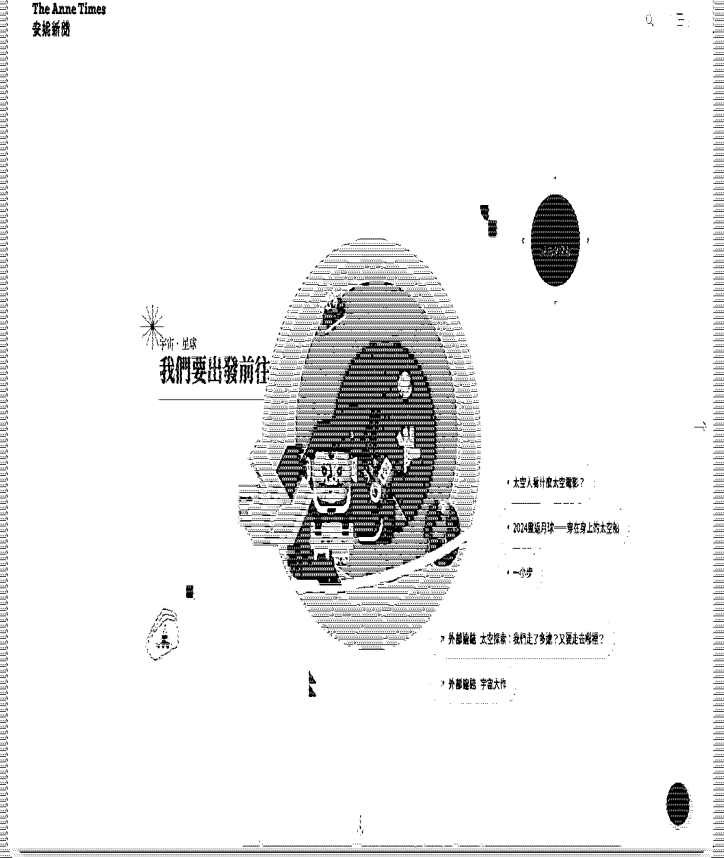 The Anne Times
安妮新聞
宇宙·星球
我們要出發前往
太空人看什麼太空電影？
2024重返月球——穿在身上的太空船
一小步
外部連結 太空探索：我們走了多遠？又要走去哪裡？
外部連結 宇宙大作